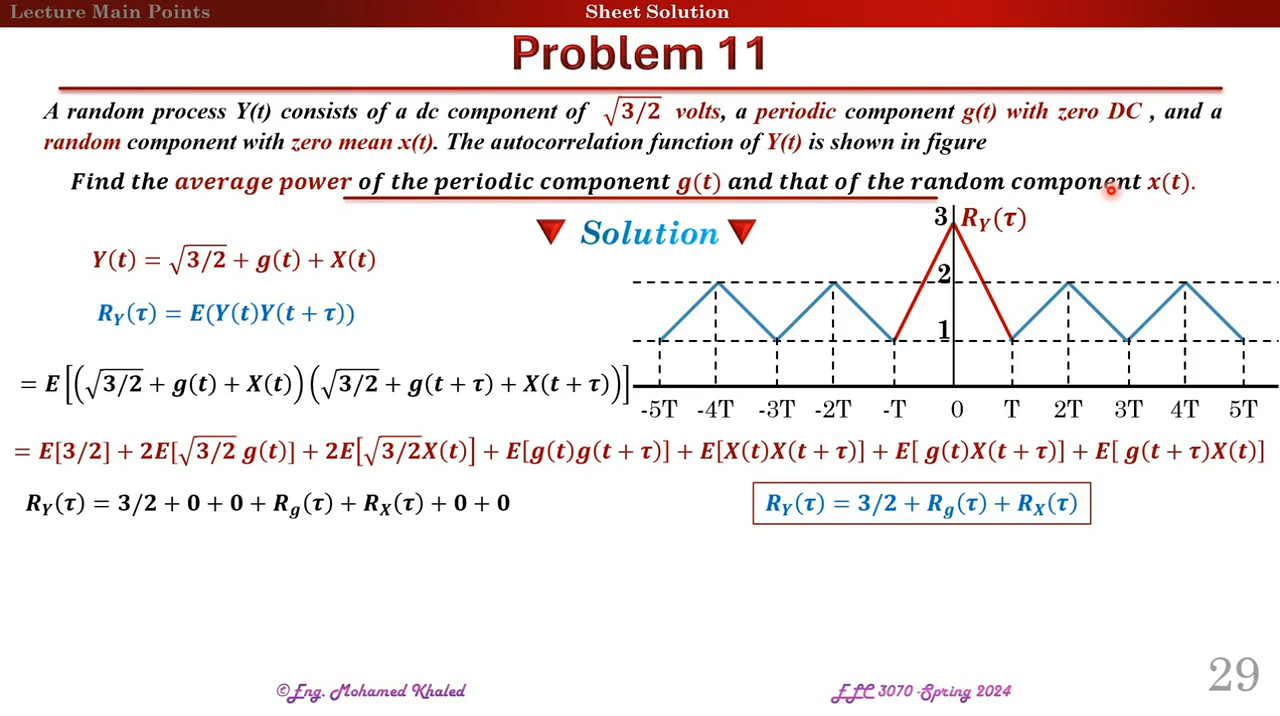 Lecture Main Points
Sheet Solution
Problem 11
A random process Y(t) consists of a dc component of √3/2 volts, a periodic component g(t) with zero DC , and a
random component with zero mean x(t). The autocorrelation function of Y(t) is shown in figure
Find the average power of the periodic component g(t) and that of the random component x(t).
▼ Solution ▼
3 R_Y(τ)
Y(t) = √3/2 + g(t) + X(t)
2
R_Y(τ) = E(Y(t)Y(t + τ))
1
= E[(√3/2 + g(t) + X(t))(√3/2 + g(t + τ) + X(t + τ))]
-5T -4T -3T -2T -T 0 T 2T 3T 4T 5T
= E[3/2] + 2E[√3/2 g(t)] + 2E[√3/2X(t)] + E[g(t)g(t + τ)] + E[X(t)X(t + τ)] + E[ g(t)X(t + τ)] + E[ g(t + τ)X(t)]
R_Y(τ) = 3/2 + 0 + 0 + R_g(τ) + R_X(τ) + 0 + 0
R_Y(τ) = 3/2 + R_g(τ) + R_X(τ)
29
©Eng. Mohamed Khaled
ELC 3070 -Spring 2024